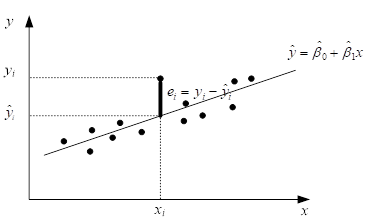 y
ŷ = β̂₀ + β̂₁x
yᵢ
eᵢ = yᵢ − ŷᵢ
ŷᵢ
xᵢ
x